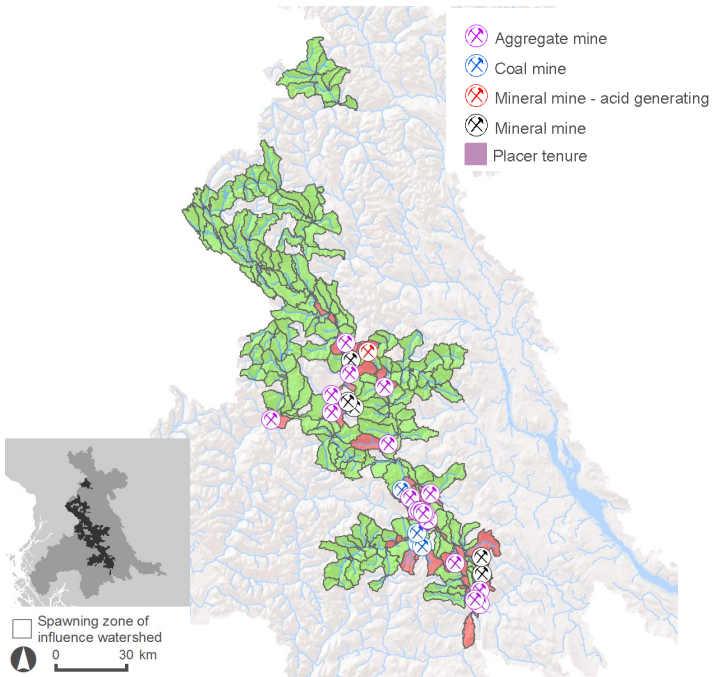 Aggregate mine
Coal mine
Mineral mine - acid generating
Mineral mine
Placer tenure
Spawning zone of
influence watershed
0 30 km